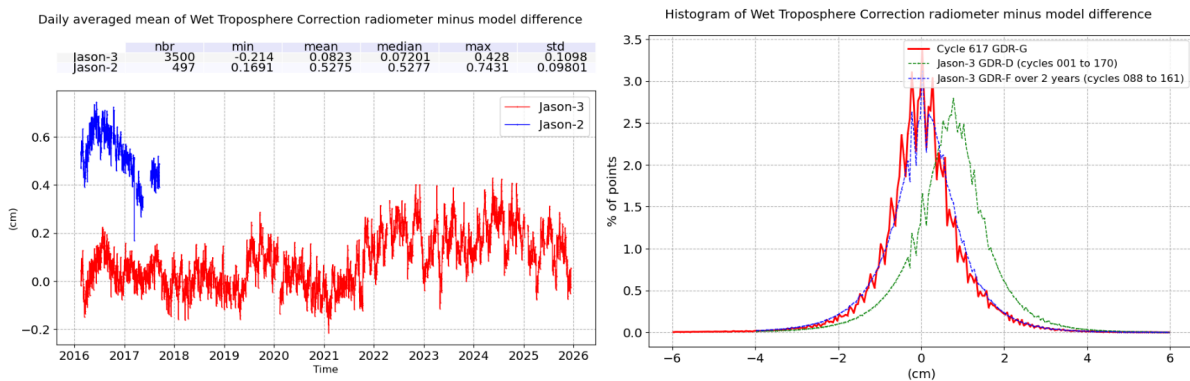 Daily averaged mean of Wet Troposphere Correction radiometer minus model difference
nbr min mean median max std
Jason-3 3500 -0.214 0.0823 0.07201 0.428 0.1098
Jason-2 497 0.1691 0.5275 0.5277 0.7431 0.09801
Jason-3
Jason-2
0.6
0.4
0.2
0.0
−0.2
(cm)
2016 2017 2018 2019 2020 2021 2022 2023 2024 2025 2026
Time
Histogram of Wet Troposphere Correction radiometer minus model difference
Cycle 617 GDR-G
Jason-3 GDR-D (cycles 001 to 170)
Jason-3 GDR-F over 2 years (cycles 088 to 161)
3.5
3.0
2.5
2.0
1.5
1.0
0.5
0.0
% of points
−6 −4 −2 0 2 4 6
(cm)